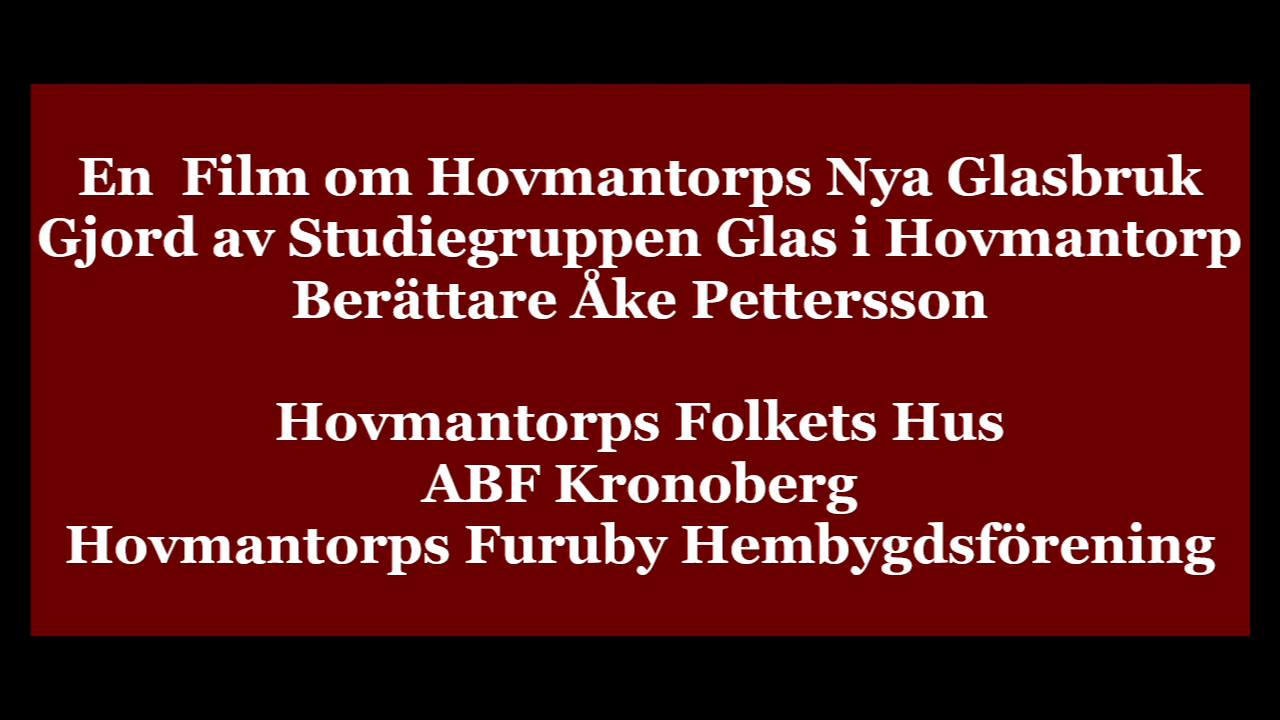 En  Film om Hovmantorps Nya Glasbruk
Gjord av Studiegruppen Glas i Hovmantorp
Berättare Åke Pettersson
Hovmantorps Folkets Hus
ABF Kronoberg
Hovmantorps Furuby Hembygdsförening